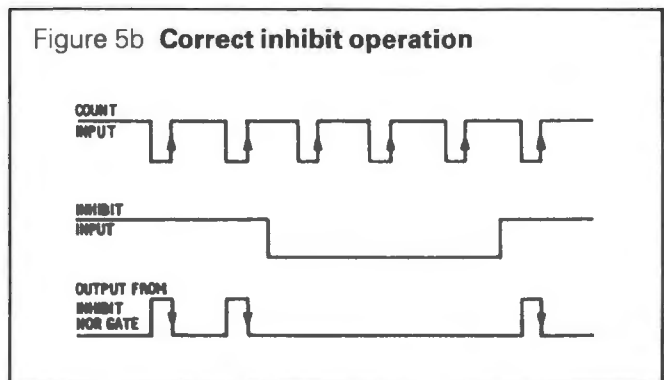 Figure 5b Correct inhibit operation
COUNT
INPUT
INHIBIT
INPUT
OUTPUT FROM
INHIBIT
NOR GATE